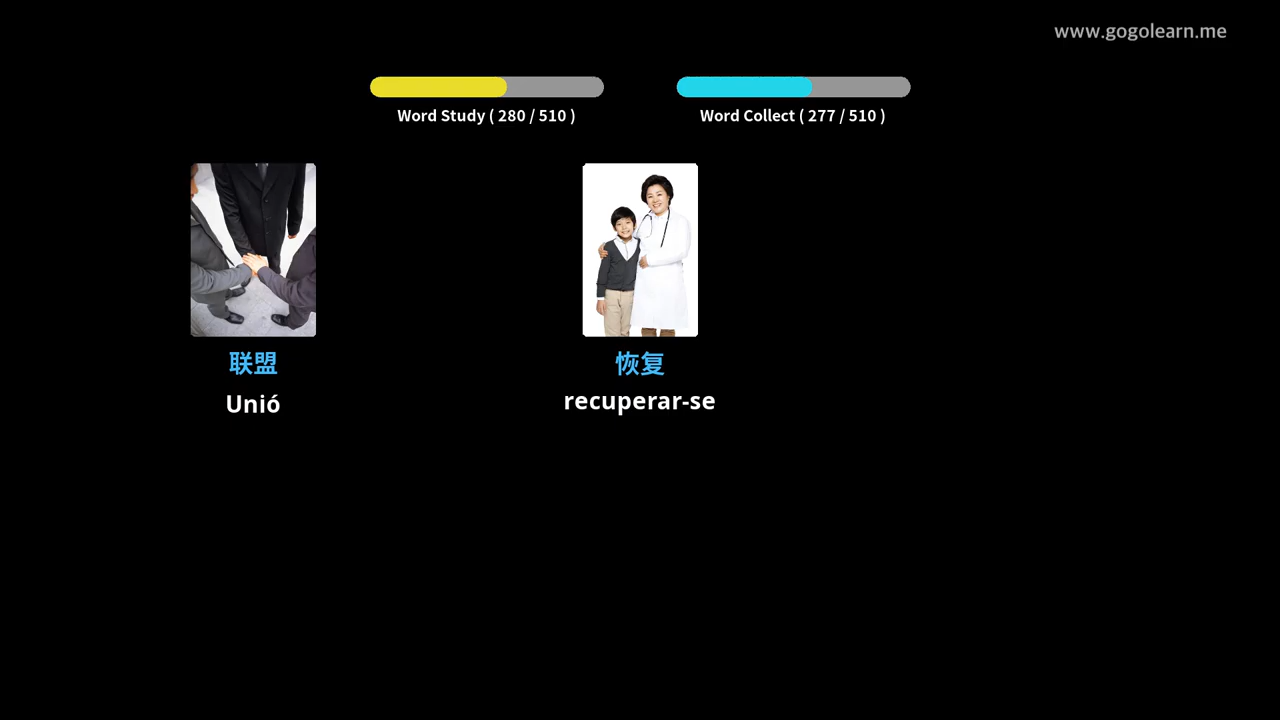 www.gogolearn.me
Word Study ( 280 / 510 )
Word Collect ( 277 / 510 )
联盟
Unió
恢复
recuperar-se